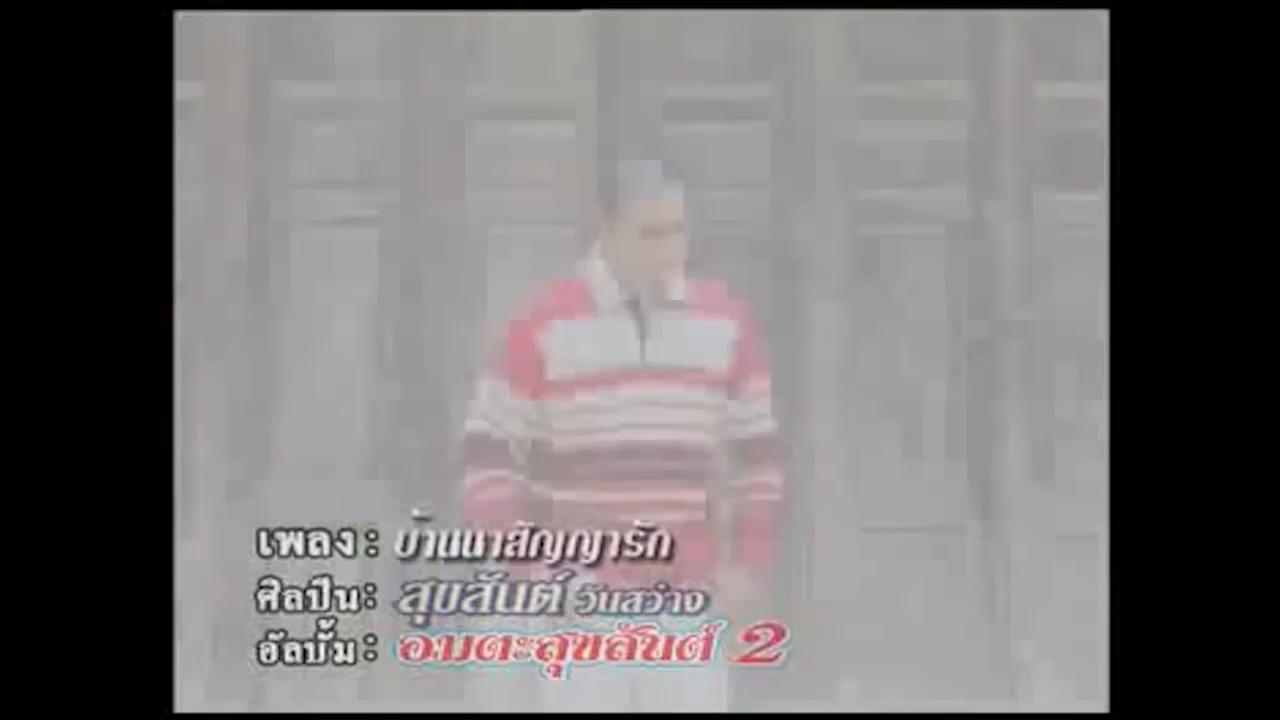 เพลง : บ้านนาสัญญารัก
ศิลปิน : สุขสันต์ วันสว่าง
อัลบั้ม : อมตะสุขสันต์ 2